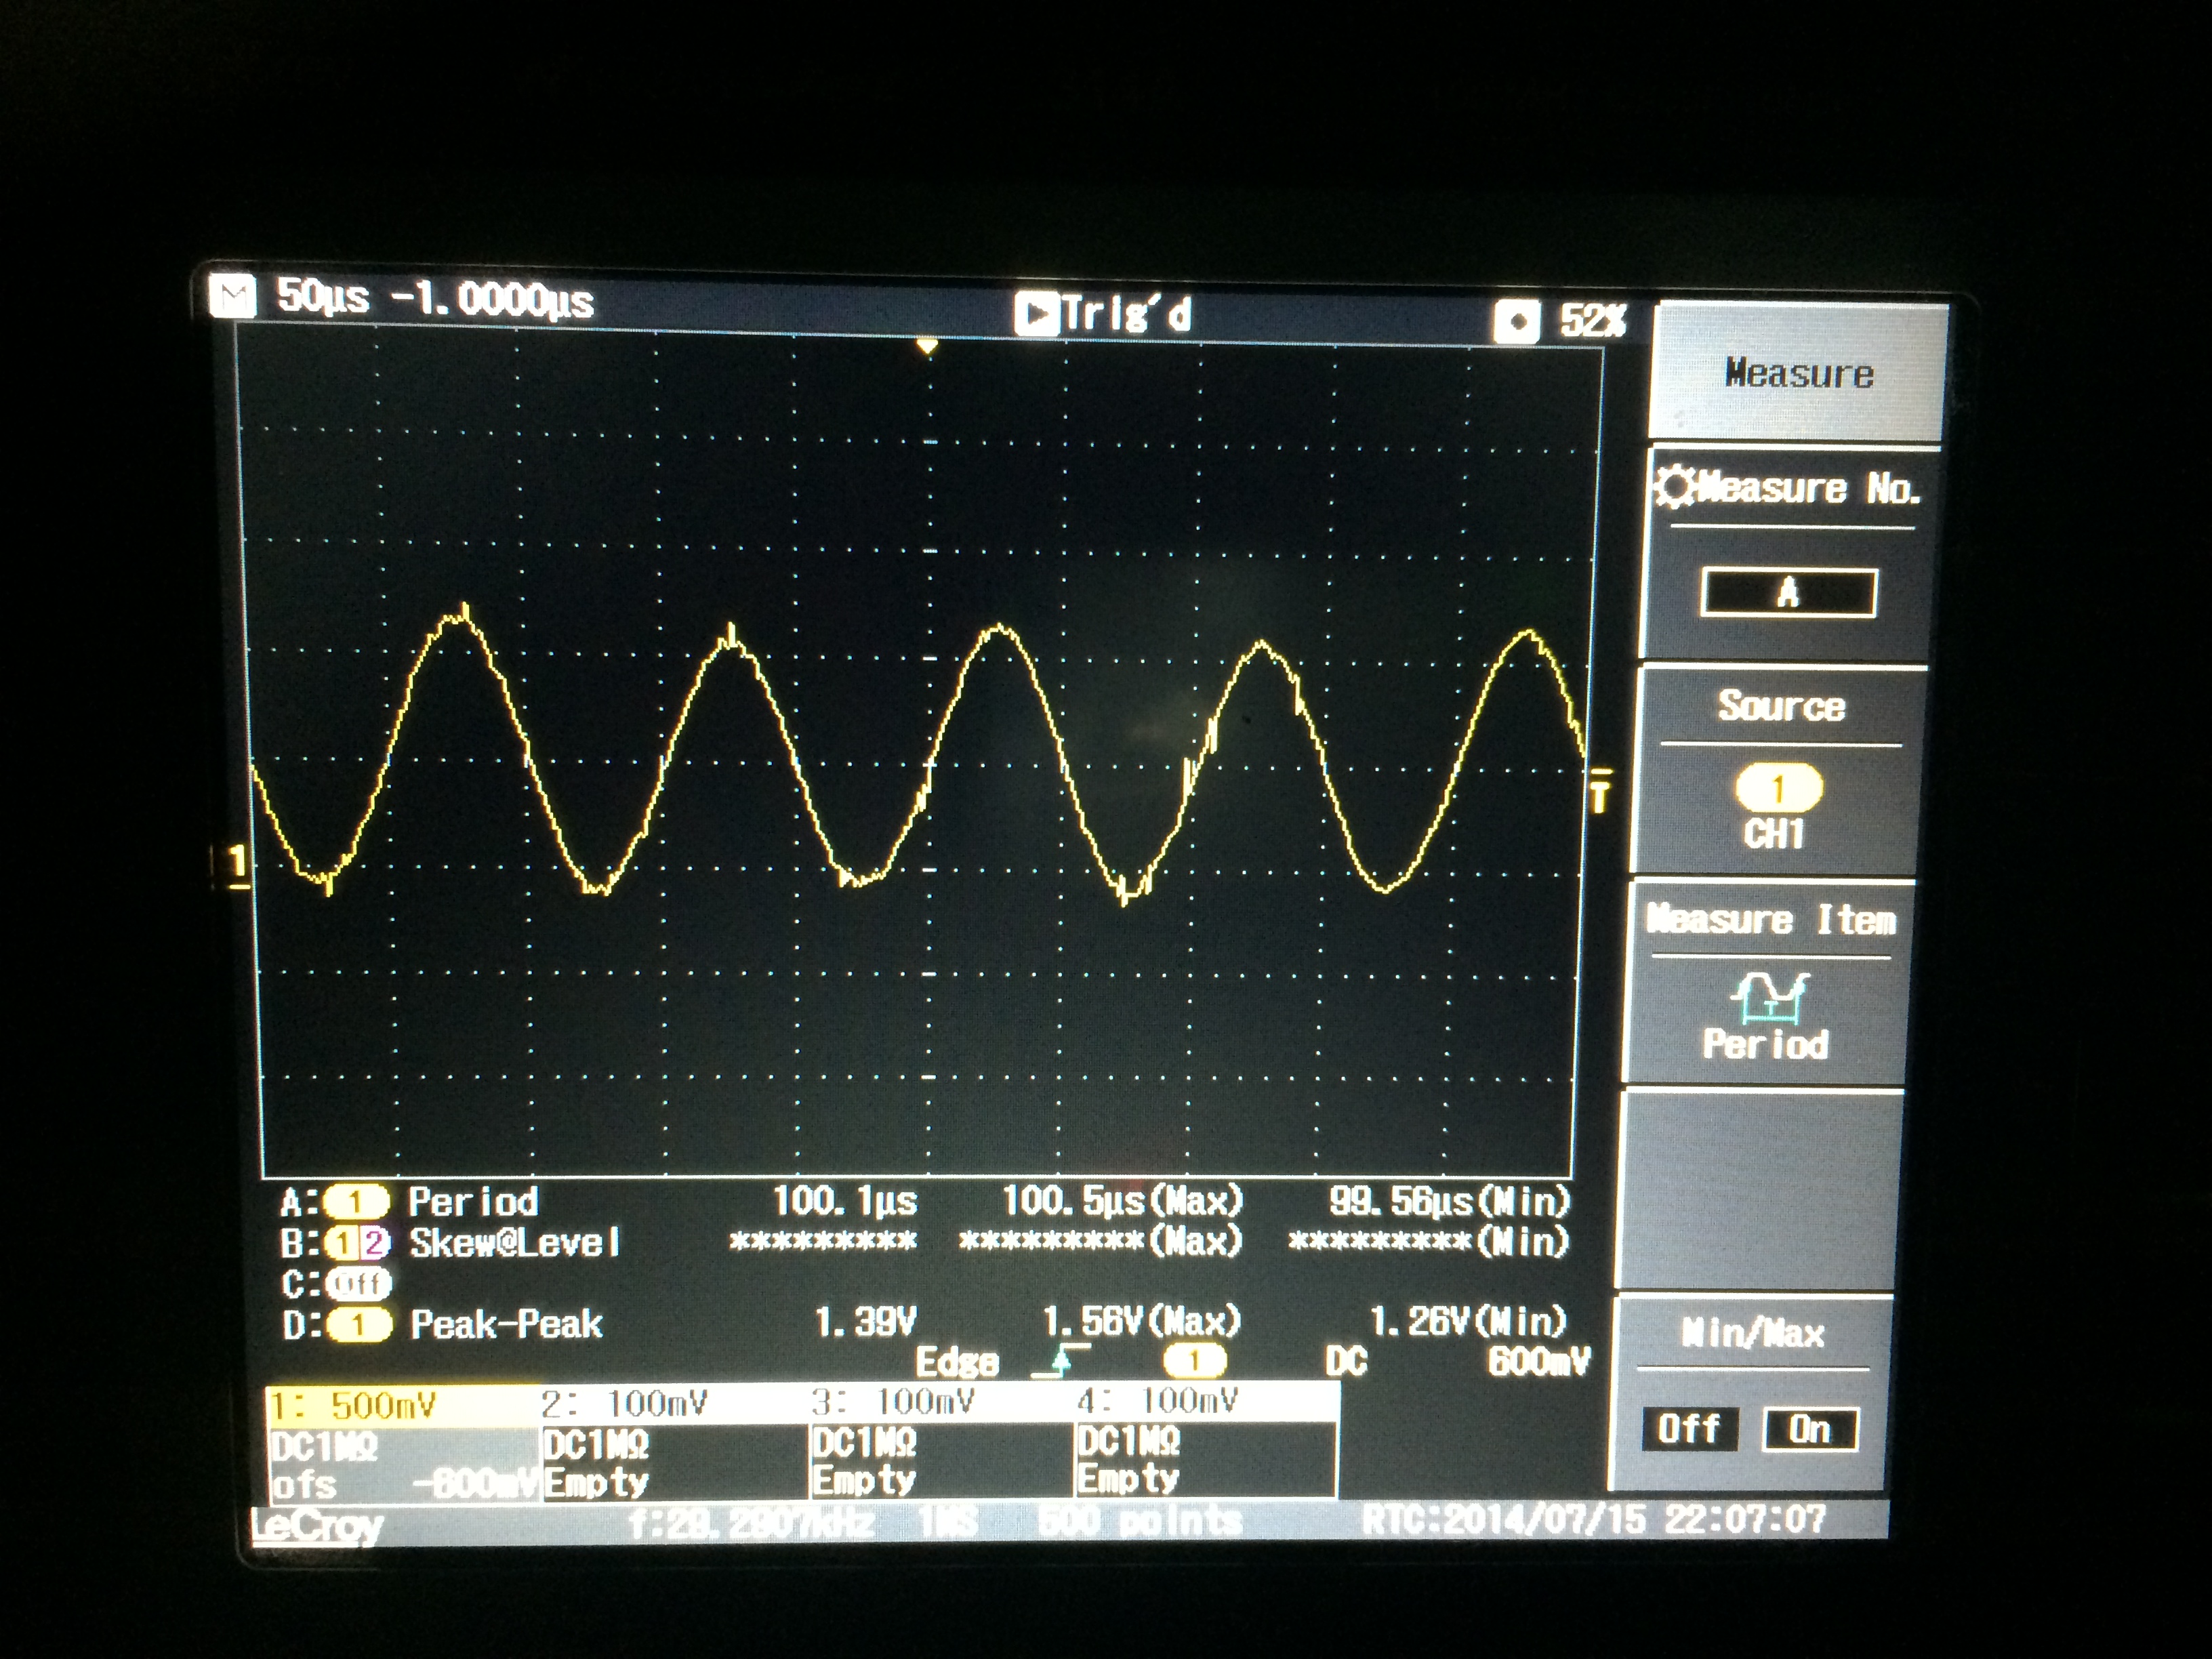 M 50µs -1.0000µs Trig'd 52%
Measure
Measure No.
A
Source
1
CH1
Measure Item
T
Period
Min/Max
Off On
1
T
A: 1 Period 100.1µs 100.5µs(Max) 99.56µs(Min)
B: 1 2 Skew@Level ********* *********(Max) *********(Min)
C: Off
D: 1 Peak-Peak 1.39V 1.56V(Max) 1.26V(Min)
Edge 1 DC 600mV
1: 500mV 2: 100mV 3: 100mV 4: 100mV
DC1MΩ DC1MΩ DC1MΩ DC1MΩ
ofs -600mV Empty Empty Empty
LeCroy 500 points RTC:2014/07/15 22:07:07